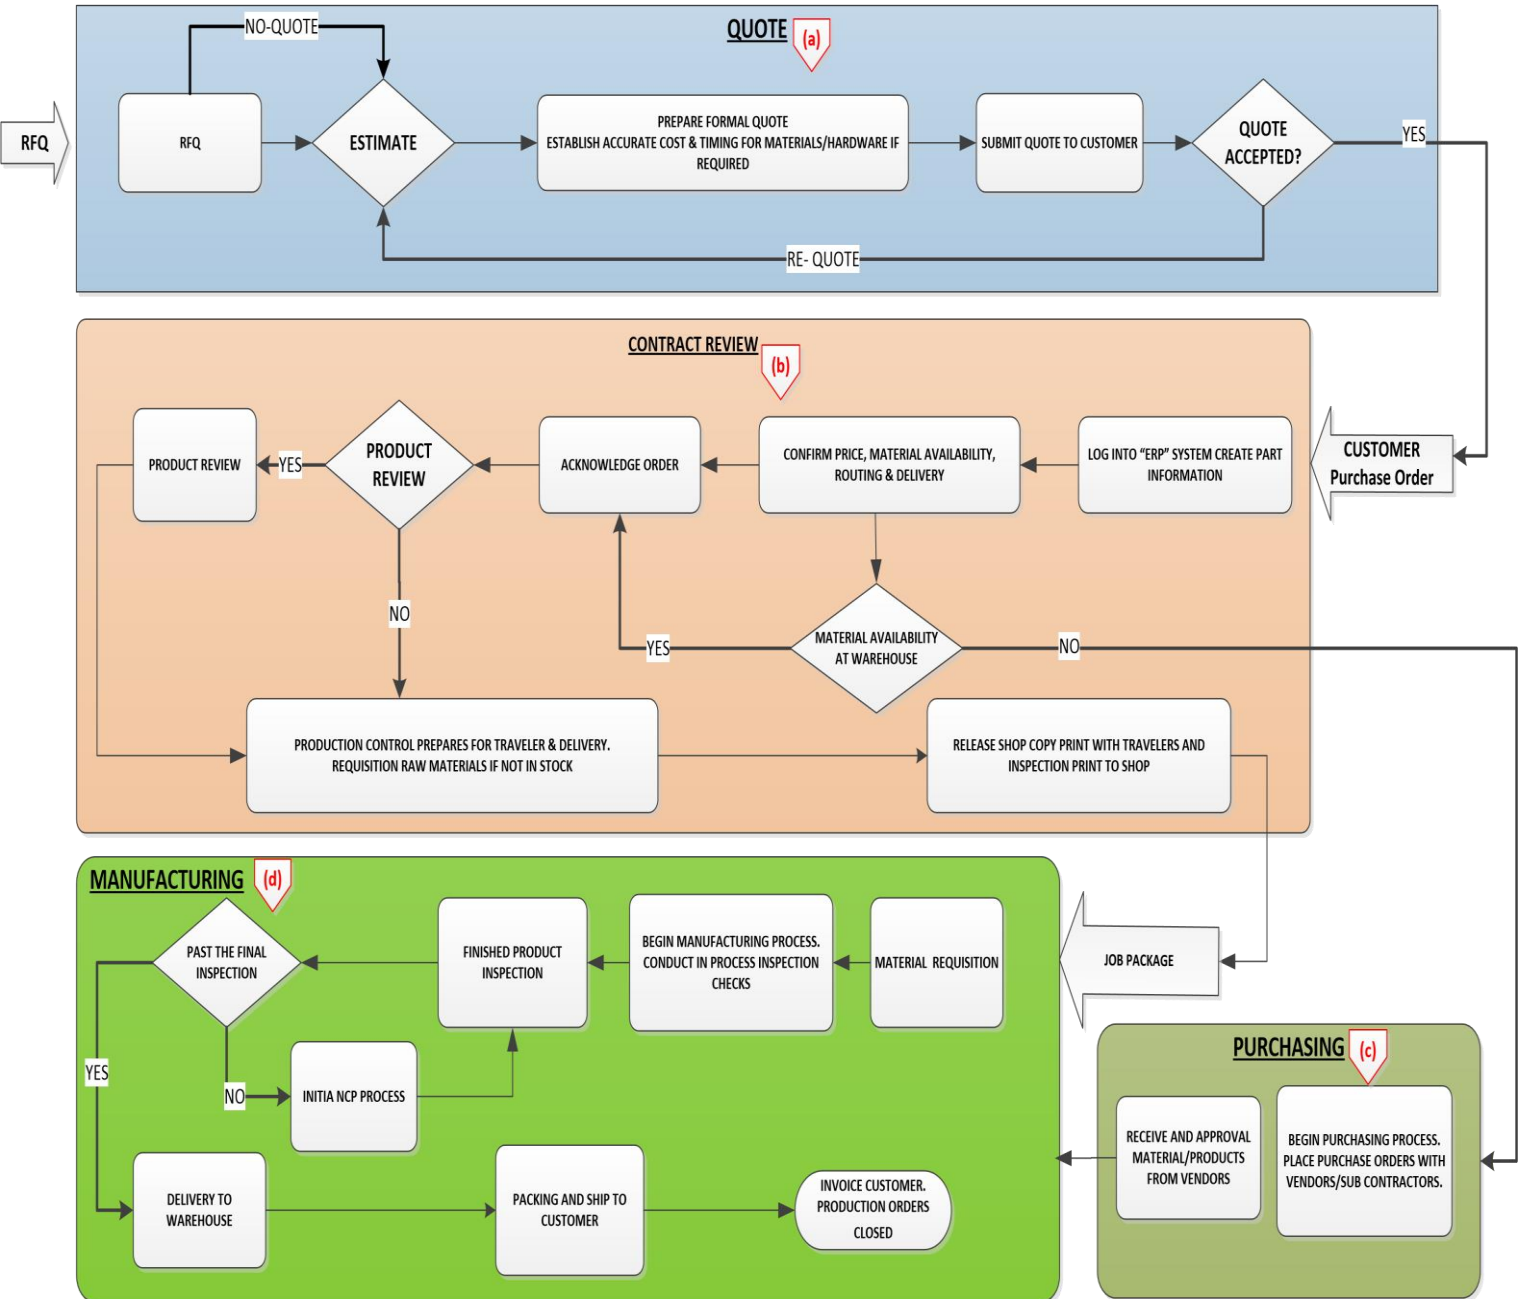 NO-QUOTE
QUOTE
(a)
RFQ
RFQ
ESTIMATE
PREPARE FORMAL QUOTE
ESTABLISH ACCURATE COST & TIMING FOR MATERIALS/HARDWARE IF
REQUIRED
SUBMIT QUOTE TO CUSTOMER
QUOTE
ACCEPTED?
YES
RE- QUOTE
CONTRACT REVIEW
(b)
PRODUCT REVIEW
YES
PRODUCT
REVIEW
ACKNOWLEDGE ORDER
CONFIRM PRICE, MATERIAL AVAILABILITY,
ROUTING & DELIVERY
LOG INTO “ERP” SYSTEM CREATE PART
INFORMATION
CUSTOMER
Purchase Order
NO
YES
MATERIAL AVAILABILITY
AT WAREHOUSE
NO
PRODUCTION CONTROL PREPARES FOR TRAVELER & DELIVERY.
REQUISITION RAW MATERIALS IF NOT IN STOCK
RELEASE SHOP COPY PRINT WITH TRAVELERS AND
INSPECTION PRINT TO SHOP
MANUFACTURING
(d)
PAST THE FINAL
INSPECTION
FINISHED PRODUCT
INSPECTION
BEGIN MANUFACTURING PROCESS.
CONDUCT IN PROCESS INSPECTION
CHECKS
MATERIAL REQUISITION
JOB PACKAGE
YES
NO
INITIA NCP PROCESS
PURCHASING
(c)
RECEIVE AND APPROVAL
MATERIAL/PRODUCTS
FROM VENDORS
BEGIN PURCHASING PROCESS.
PLACE PURCHASE ORDERS WITH
VENDORS/SUB CONTRACTORS.
DELIVERY TO
WAREHOUSE
PACKING AND SHIP TO
CUSTOMER
INVOICE CUSTOMER.
PRODUCTION ORDERS
CLOSED